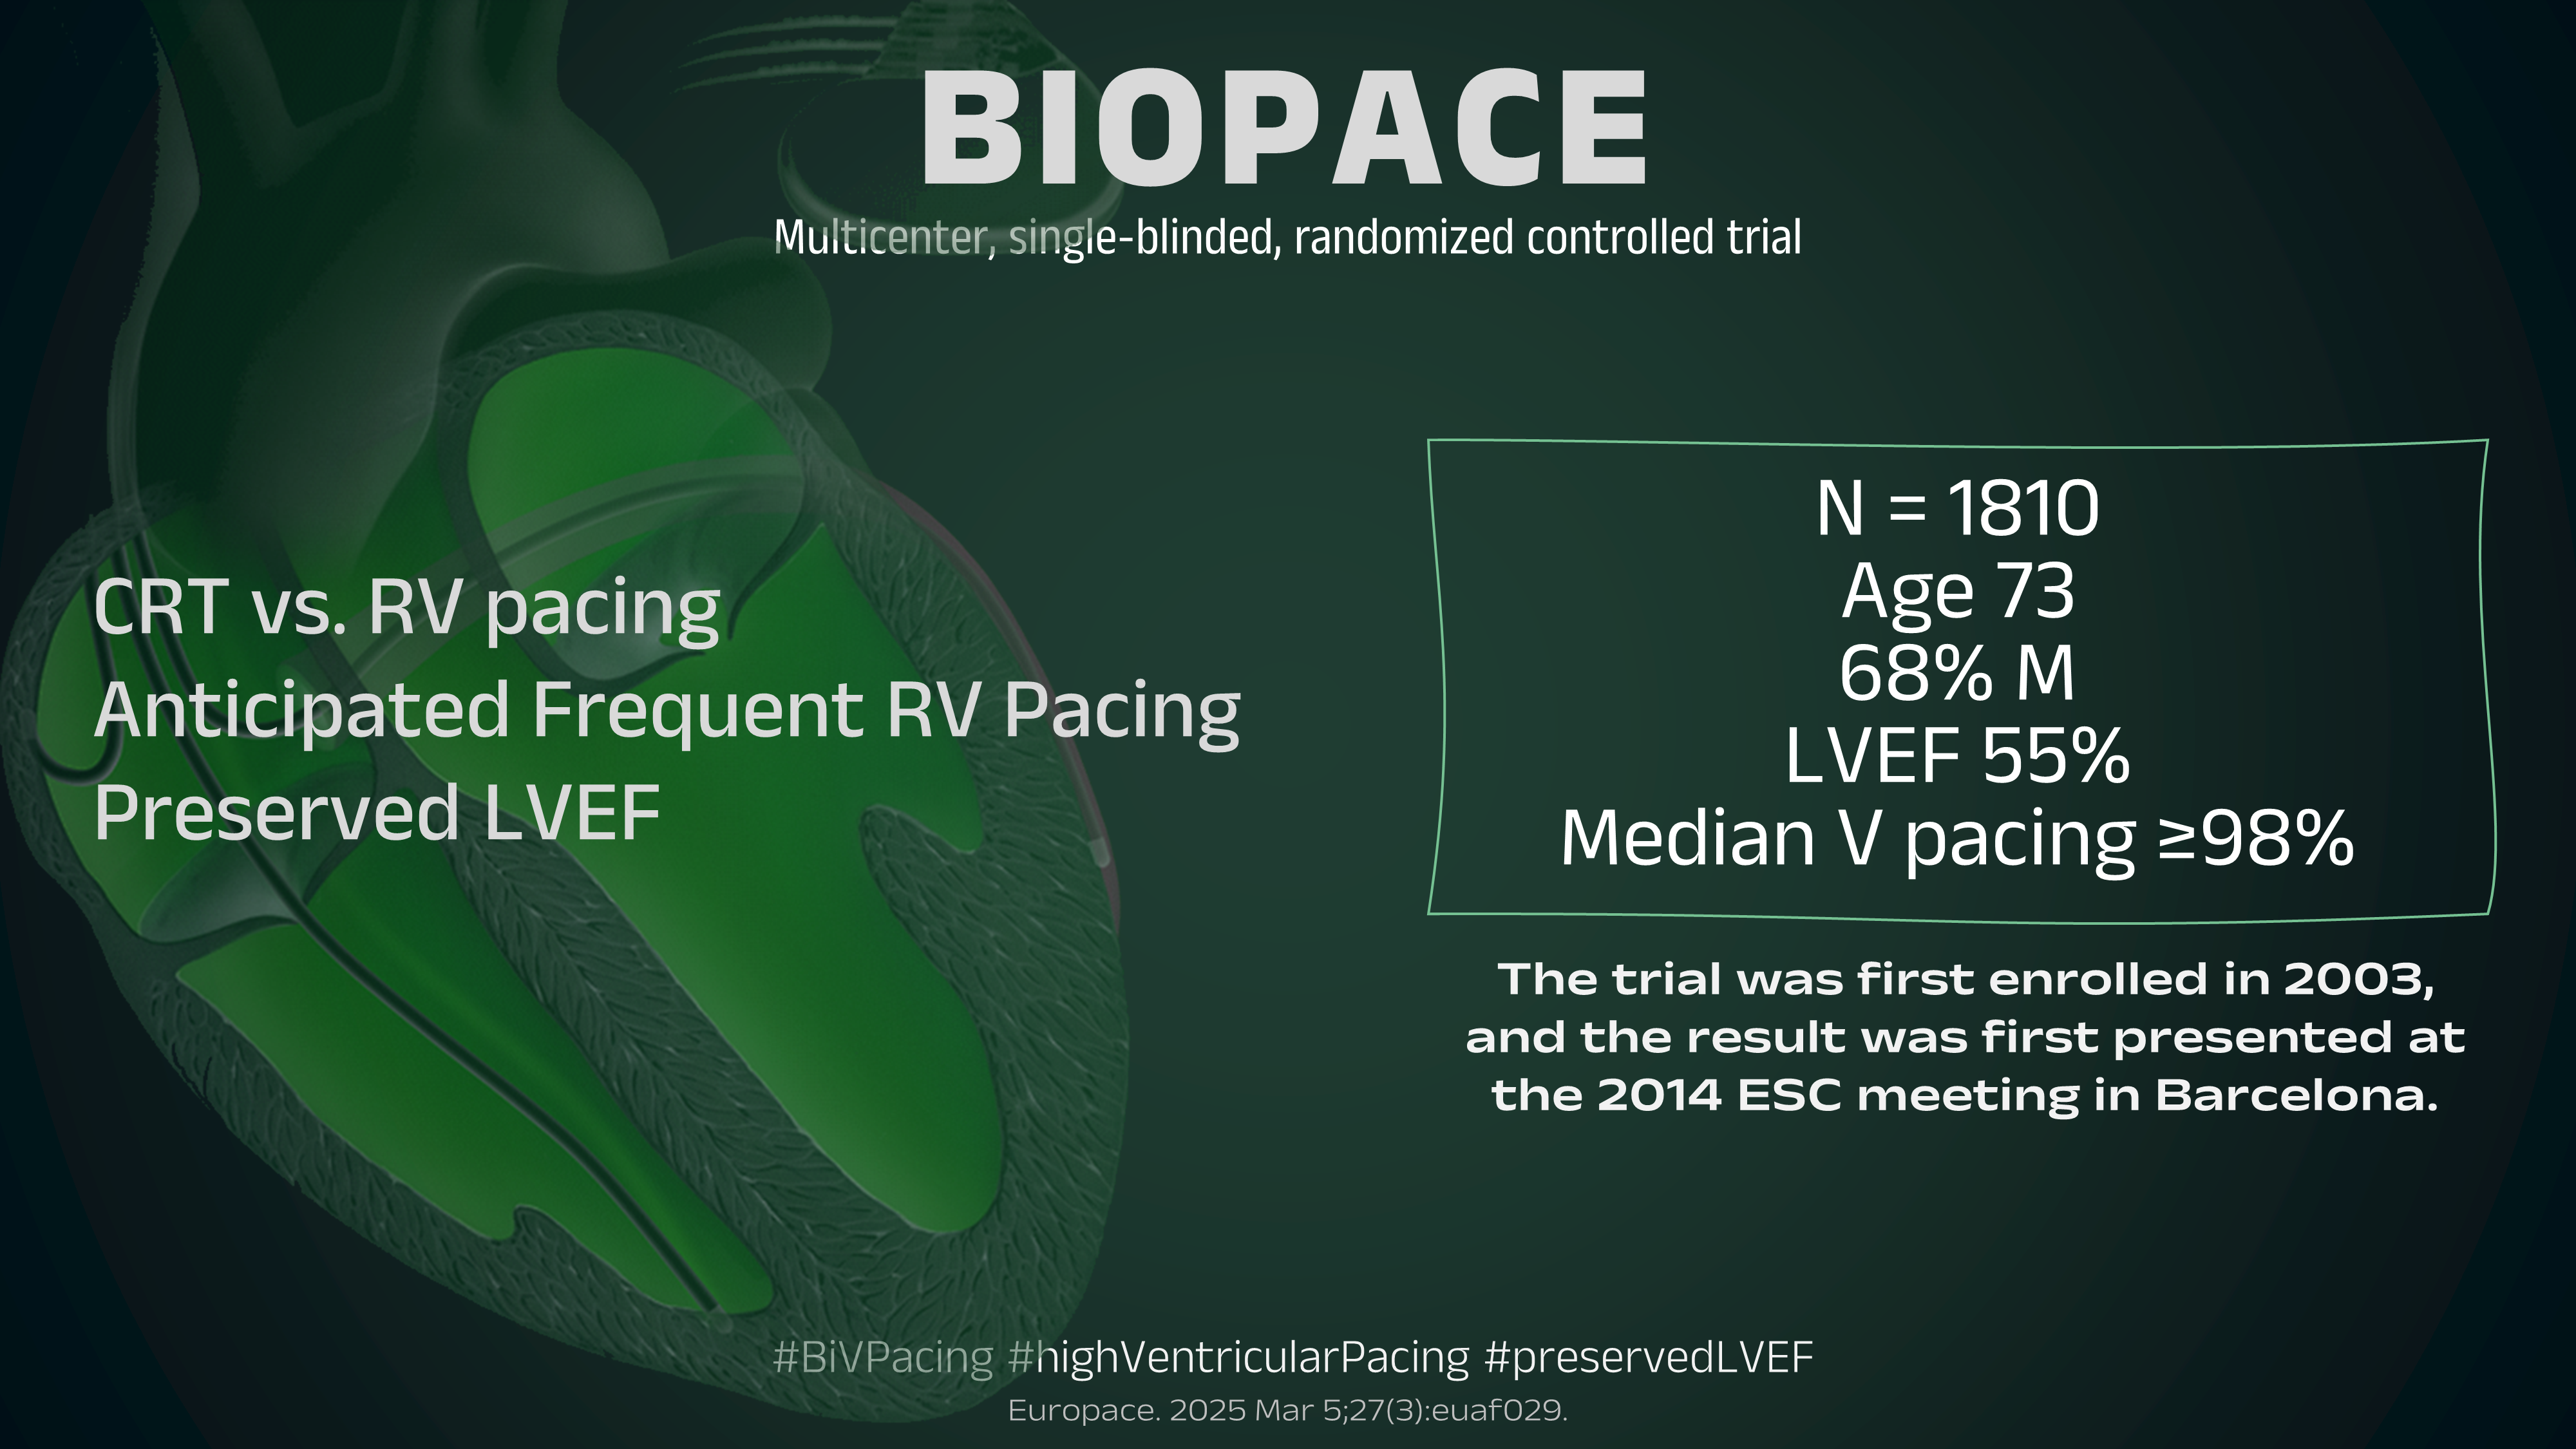 BIOPACE
Multicenter, single-blinded, randomized controlled trial
CRT vs. RV pacing
Anticipated Frequent RV Pacing
Preserved LVEF
N = 1810
Age 73
68% M
LVEF 55%
Median V pacing ≥98%
The trial was first enrolled in 2003,
and the result was first presented at
the 2014 ESC meeting in Barcelona.
#BiVPacing #highVentricularPacing #preservedLVEF
Europace. 2025 Mar 5;27(3):euaf029.